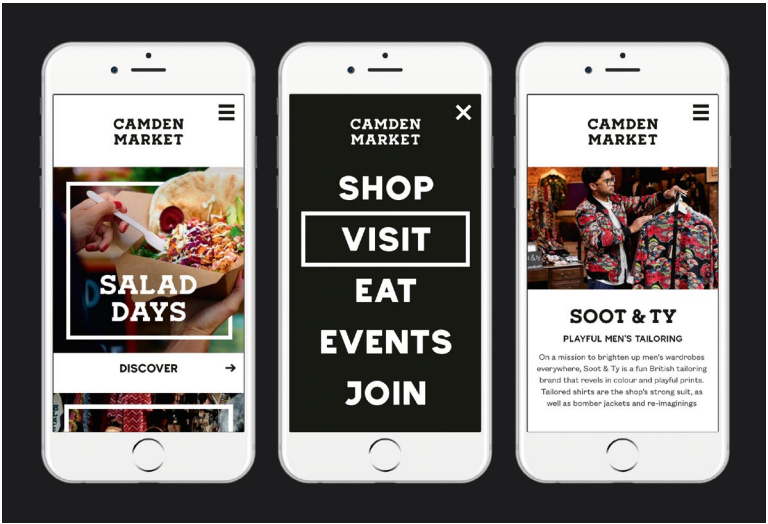 CAMDEN
MARKET
SALAD
DAYS
DISCOVER →
CAMDEN
MARKET
SHOP
VISIT
EAT
EVENTS
JOIN
CAMDEN
MARKET
SOOT & TY
PLAYFUL MEN'S TAILORING
On a mission to brighten up men's wardrobes
everywhere, Soot & Ty is a fun British tailoring
brand that revels in colour and playful prints.
Tailored shirts are the shop's strong suit, as
well as bomber jackets and re-imaginings